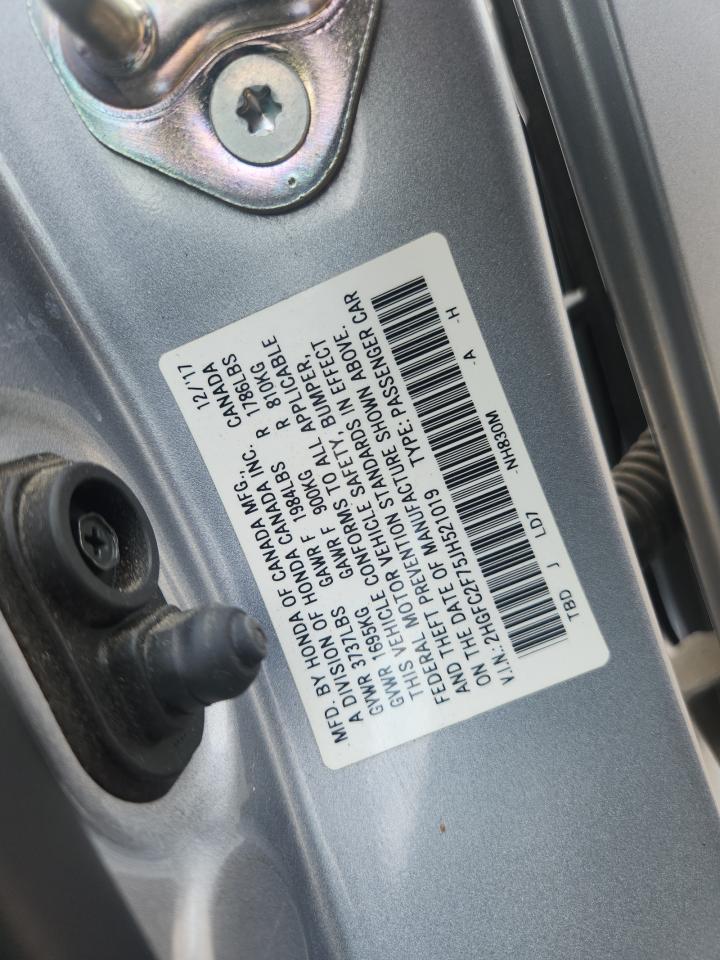 MFD. BY HONDA OF CANADA MFG., 12/17
A DIVISION OF HONDA CANADA INC. CANADA
GVWR 3737LBS GAWR F 1984LBS R 1786LBS
GVWR 1695KG GAWR F 900KG R 810KG
THIS VEHICLE CONFORMS TO ALL APPLICABLE
FEDERAL MOTOR VEHICLE SAFETY, BUMPER,
AND THEFT PREVENTION STANDARDS IN EFFECT
ON THE DATE OF MANUFACTURE SHOWN ABOVE.
V.I.N.: 2HGFC2F75JH521019 TYPE: PASSENGER CAR
TBD J LD7 -NH830M -A -H